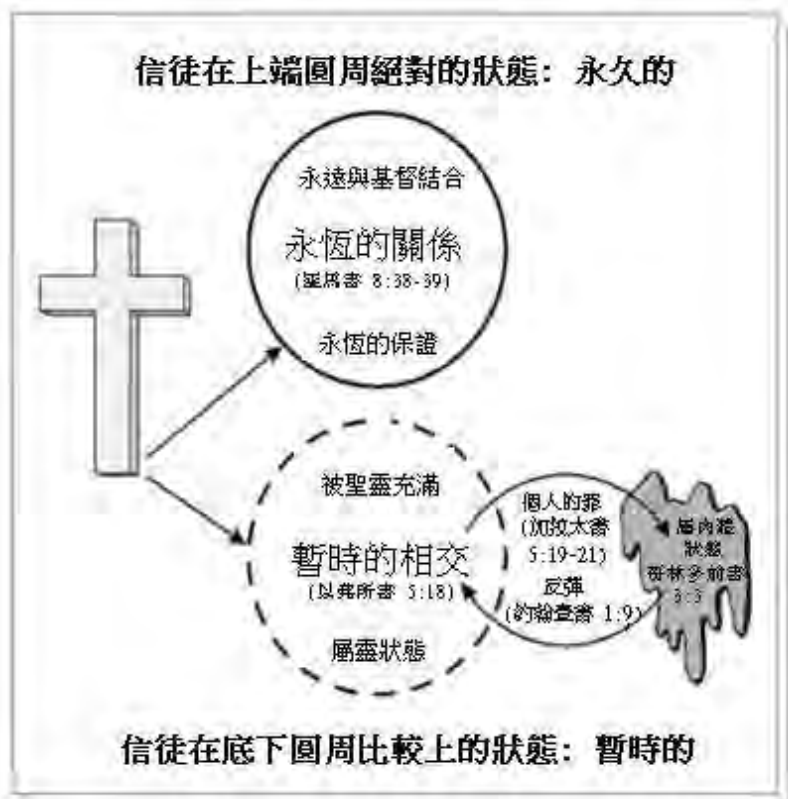 信徒在上端圓周絕對的狀態: 永久的
永遠與基督結合
永恆的關係
(羅馬書 8:38-39)
永恆的保證
被聖靈充滿
暫時的相交
(以弗所書 5:18)
屬靈狀態
個人的罪
(加拉太書
5:19-21)
反彈
(約翰壹書 1:9)
屬肉體
狀態
哥林多前書
3:3
信徒在底下圓周比較上的狀態: 暫時的